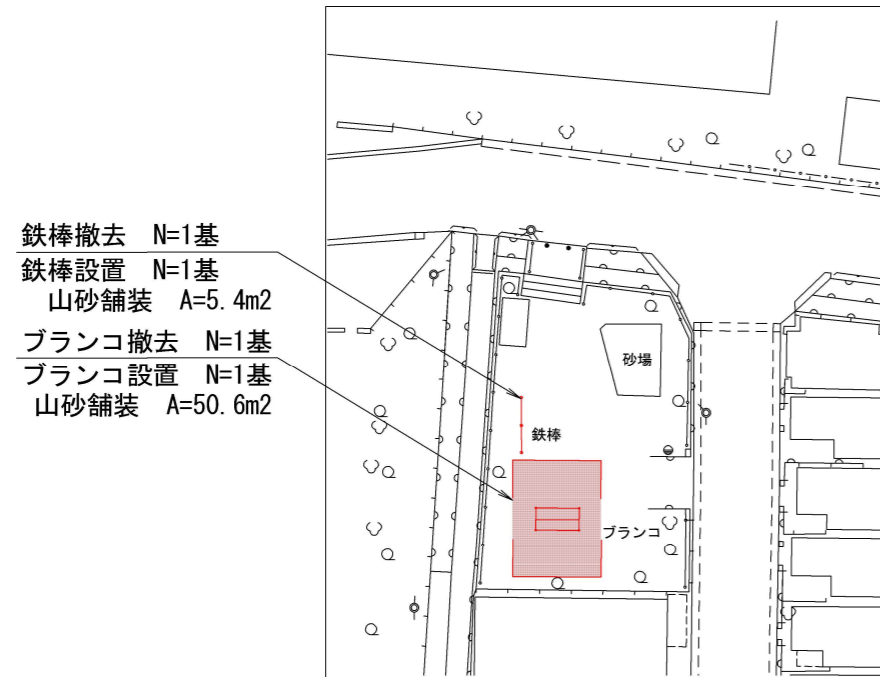 鉄棒撤去　N=1基
鉄棒設置　N=1基
山砂舗装　A=5.4m2
ブランコ撤去　N=1基
ブランコ設置　N=1基
山砂舗装　A=50.6m2
砂場
鉄棒
ブランコ